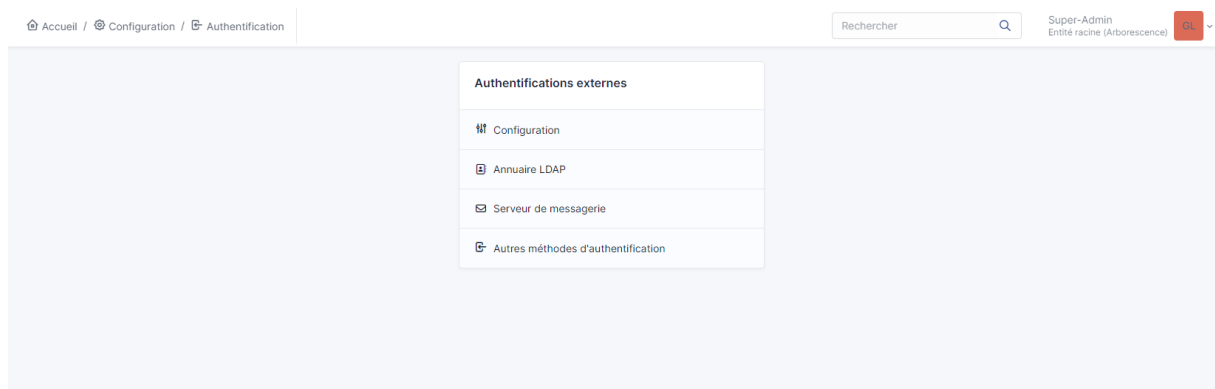 Accueil / Configuration / Authentification
Rechercher
Super-Admin
Entité racine (Arborescence)
GL
Authentifications externes
Configuration
Annuaire LDAP
Serveur de messagerie
Autres méthodes d'authentification